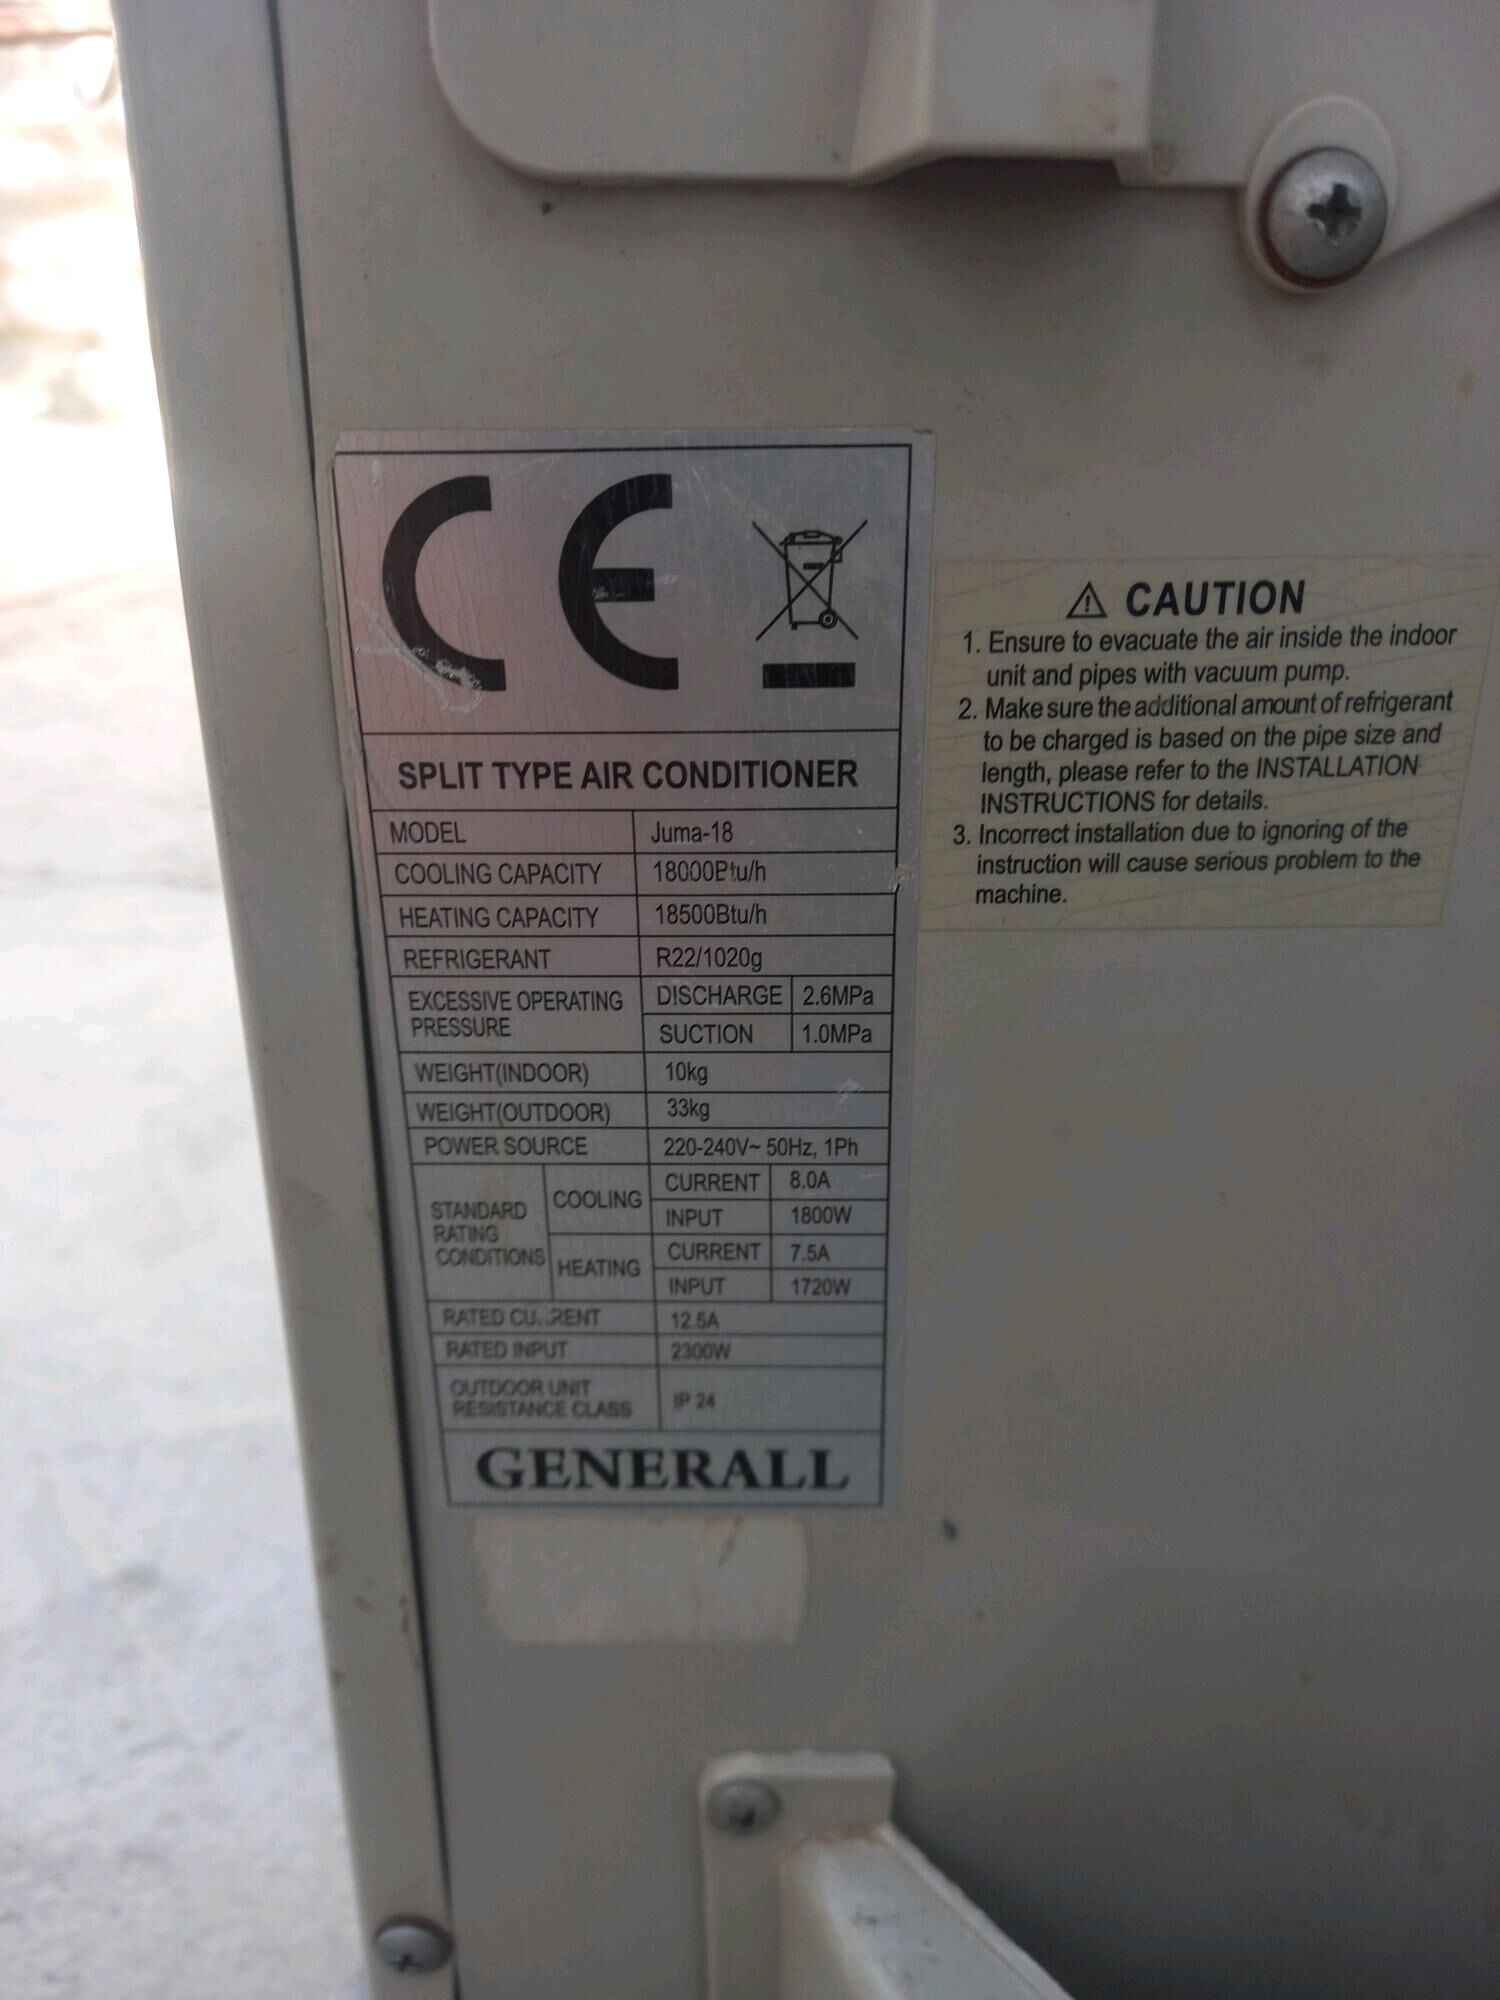 CE
SPLIT TYPE AIR CONDITIONER
MODEL Juma-18
COOLING CAPACITY 18000Btu/h
HEATING CAPACITY 18500Btu/h
REFRIGERANT R22/1020g
EXCESSIVE OPERATING PRESSURE DISCHARGE 2.6MPa
SUCTION 1.0MPa
WEIGHT(INDOOR) 10kg
WEIGHT(OUTDOOR) 33kg
POWER SOURCE 220-240V~ 50Hz, 1Ph
STANDARD RATING CONDITIONS COOLING CURRENT 8.0A
INPUT 1800W
HEATING CURRENT 7.5A
INPUT 1720W
RATED CURRENT 12.5A
RATED INPUT 2300W
OUTDOOR UNIT RESISTANCE CLASS IP 24
GENERALL
CAUTION
1. Ensure to evacuate the air inside the indoor
unit and pipes with vacuum pump.
2. Make sure the additional amount of refrigerant
to be charged is based on the pipe size and
length, please refer to the INSTALLATION
INSTRUCTIONS for details.
3. Incorrect installation due to ignoring of the
instruction will cause serious problem to the
machine.